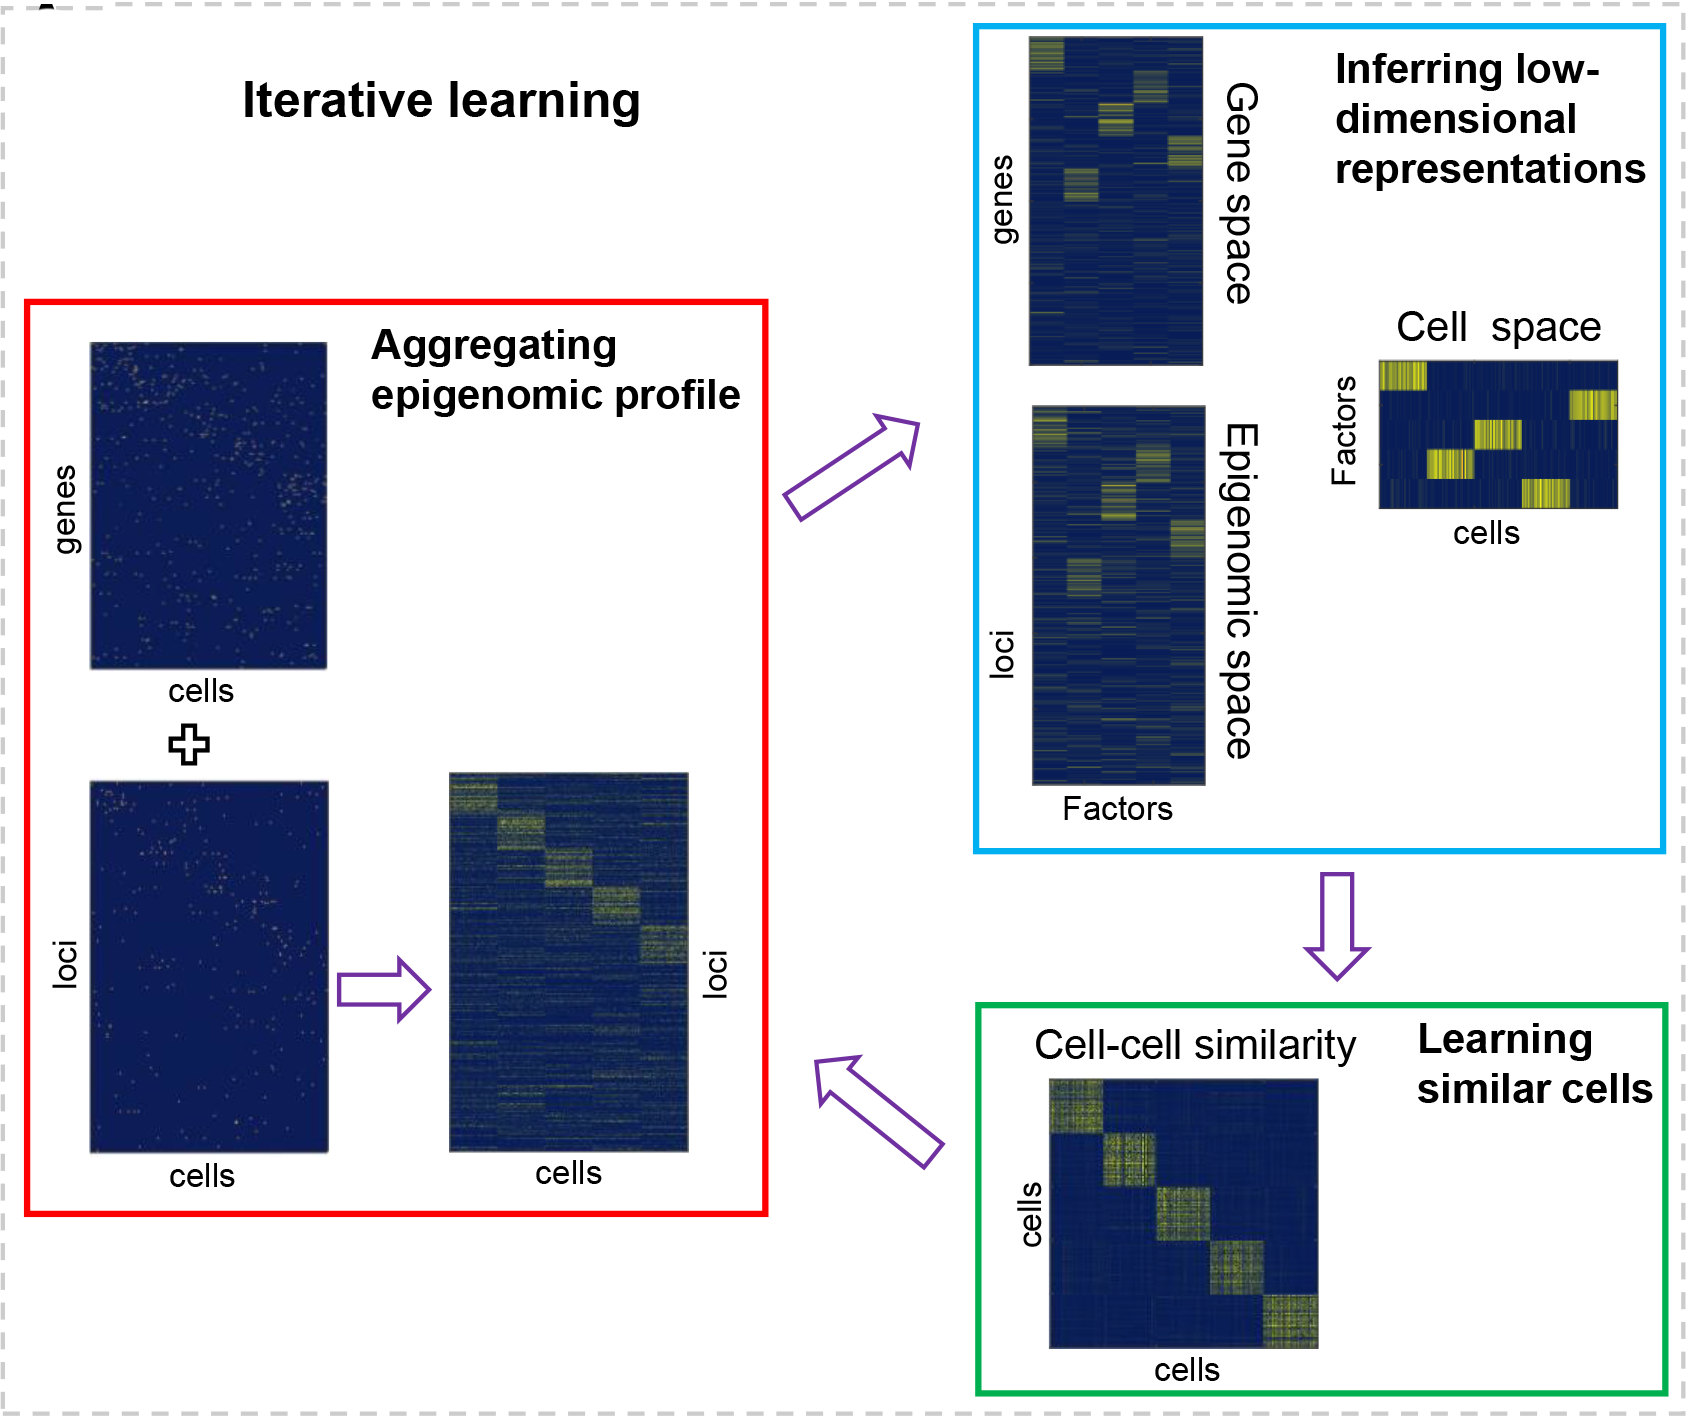 Iterative learning
Aggregating
epigenomic profile
genes
cells
loci
cells
loci
cells
Inferring low-
dimensional
representations
genes
Gene space
loci
Epigenomic space
Factors
Cell space
Factors
cells
Learning
similar cells
Cell-cell similarity
cells
cells